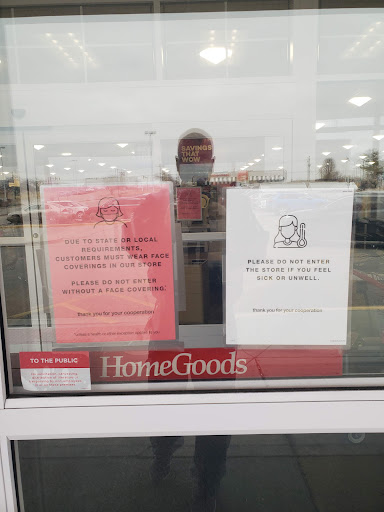 SAVINGS
THAT
WOW
DUE TO STATE OR LOCAL
REQUIREMENTS,
CUSTOMERS MUST WEAR FACE
COVERINGS IN OUR STORE
PLEASE DO NOT ENTER
WITHOUT A FACE COVERING.
thank you for your cooperation
PLEASE DO NOT ENTER
THE STORE IF YOU FEEL
SICK OR UNWELL.
thank you for your cooperation
TO THE PUBLIC
HomeGoods